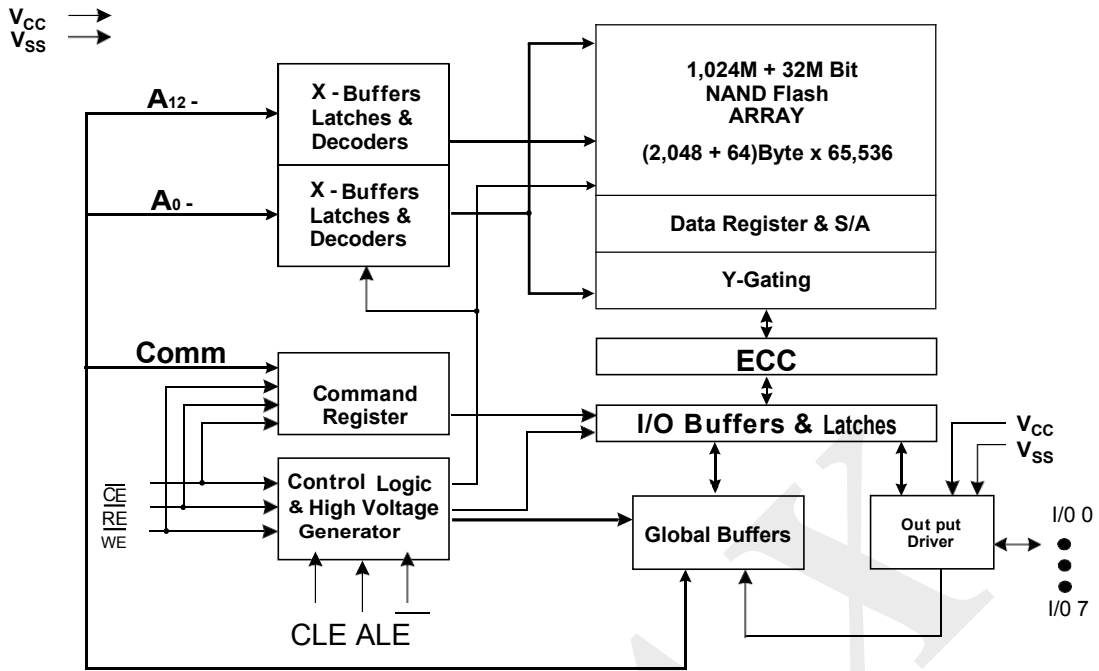 VCC
VSS
A12 -
X - Buffers
Latches &
Decoders
A0 -
X - Buffers
Latches &
Decoders
1,024M + 32M Bit
NAND Flash
ARRAY
(2,048 + 64)Byte x 65,536
Data Register & S/A
Y-Gating
ECC
Comm
Command
Register
I/O Buffers & Latches
VCC
VSS
CE
RE
WE
Control Logic
& High Voltage
Generator
Global Buffers
Out put
Driver
I/0 0
I/0 7
CLE ALE